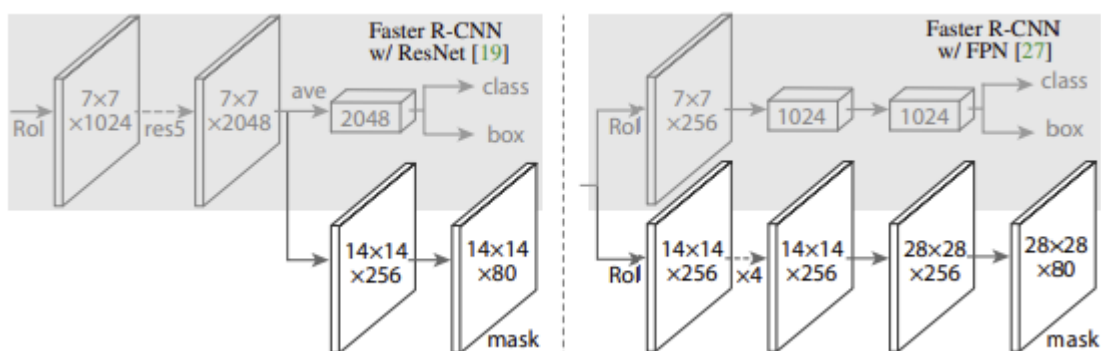 Faster R-CNN
w/ ResNet [19]
RoI
7×7
×1024
res5
7×7
×2048
ave
2048
class
box
14×14
×256
14×14
×80
mask
Faster R-CNN
w/ FPN [27]
RoI
7×7
×256
1024
1024
class
box
RoI
14×14
×256
×4
14×14
×256
28×28
×256
28×28
×80
mask